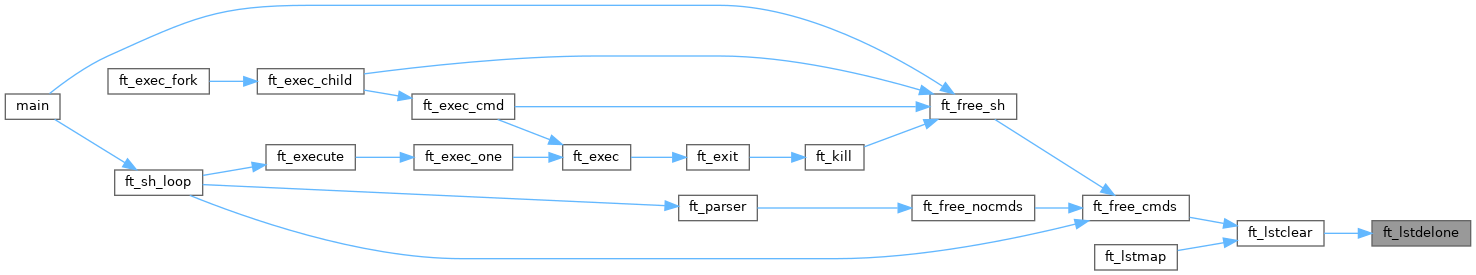 main
ft_exec_fork
ft_exec_child
ft_exec_cmd
ft_free_sh
ft_execute
ft_exec_one
ft_exec
ft_exit
ft_kill
ft_sh_loop
ft_parser
ft_free_nocmds
ft_free_cmds
ft_lstclear
ft_lstdelone
ft_lstmap